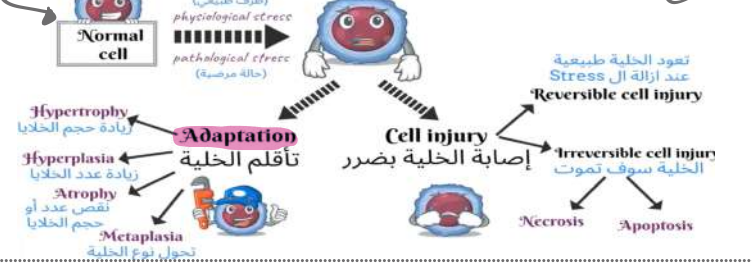 (ظرف طبيعي)
physiological stress
Normal
cell
pathological stress
(حالة مرضية)
تعود الخلية طبيعية
عند ازالة ال Stress
Reversible cell injury
Hypertrophy
زيادة حجم الخلايا
Adaptation
تأقلم الخلية
Cell injury
إصابة الخلية بضرر
Irreversible cell injury
الخلية سوف تموت
Hyperplasia
زيادة عدد الخلايا
Atrophy
نقص عدد أو
حجم الخلايا
Metaplasia
تحول نوع الخلية
Necrosis
Apoptosis